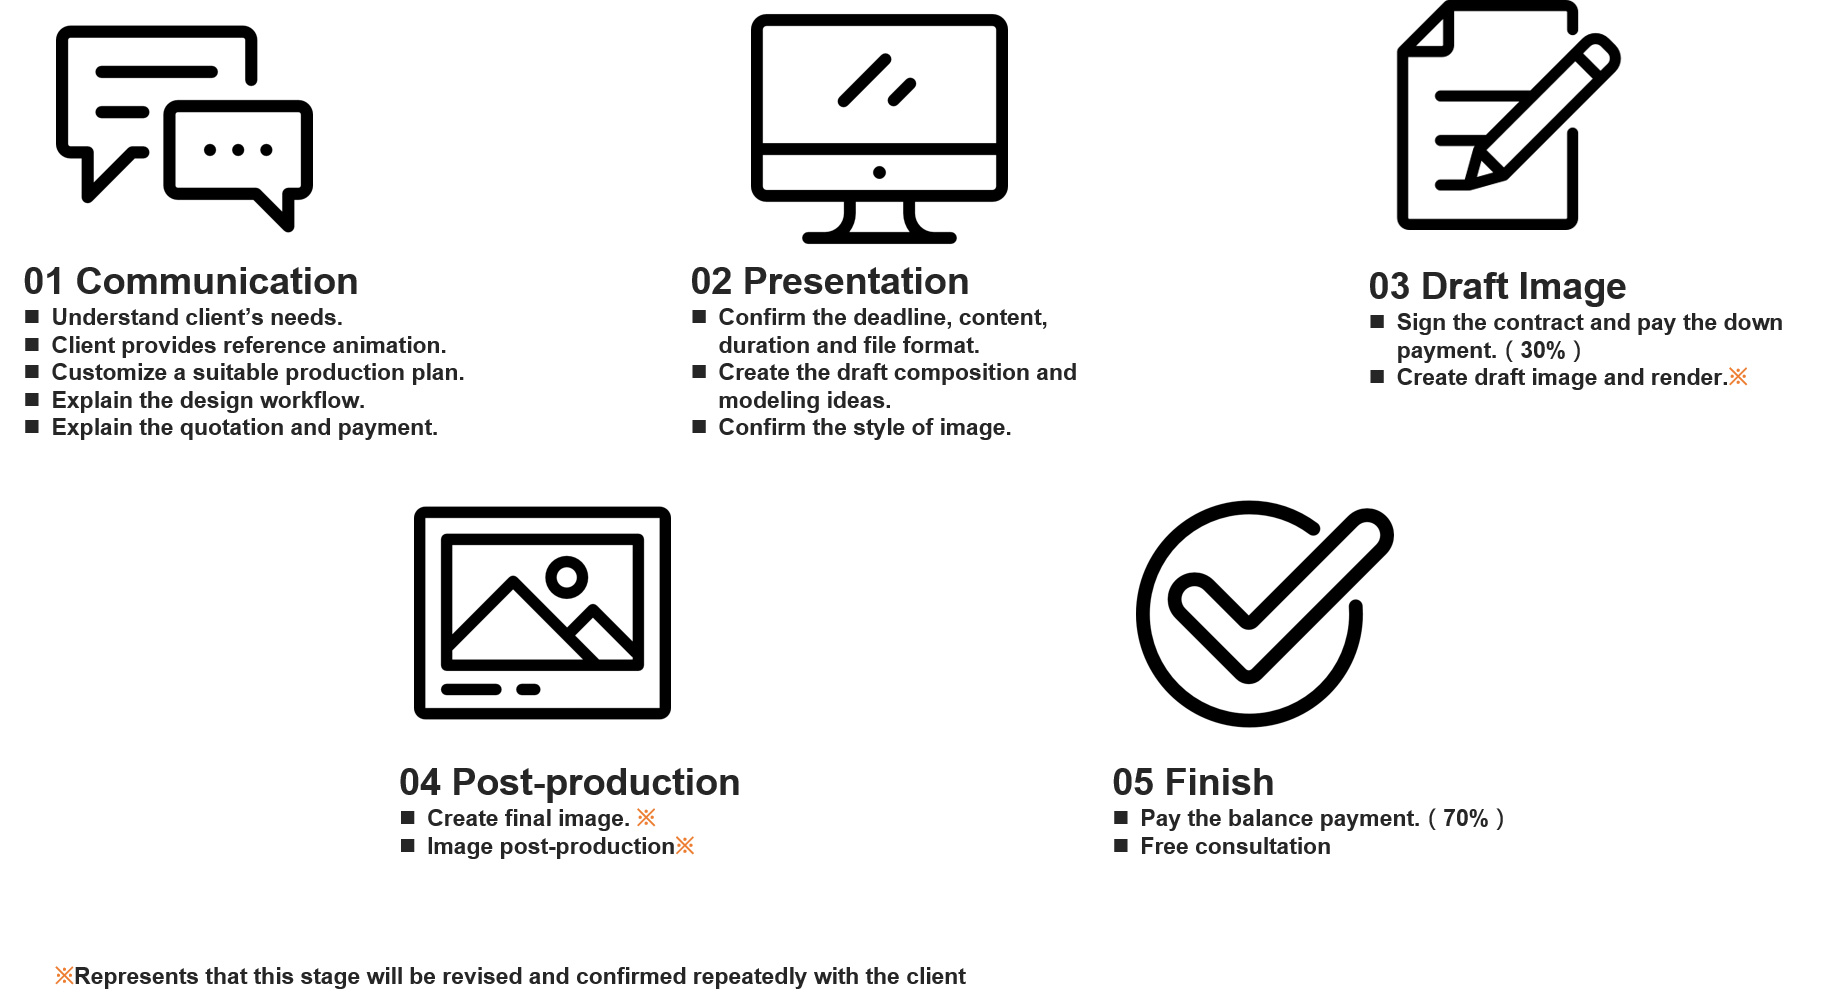 01 Communication
■ Understand client’s needs.
■ Client provides reference animation.
■ Customize a suitable production plan.
■ Explain the design workflow.
■ Explain the quotation and payment.
02 Presentation
■ Confirm the deadline, content,
duration and file format.
■ Create the draft composition and
modeling ideas.
■ Confirm the style of image.
03 Draft Image
■ Sign the contract and pay the down
payment. ( 30% )
■ Create draft image and render.※
04 Post-production
■ Create final image. ※
■ Image post-production※
05 Finish
■ Pay the balance payment. ( 70% )
■ Free consultation
※Represents that this stage will be revised and confirmed repeatedly with the client